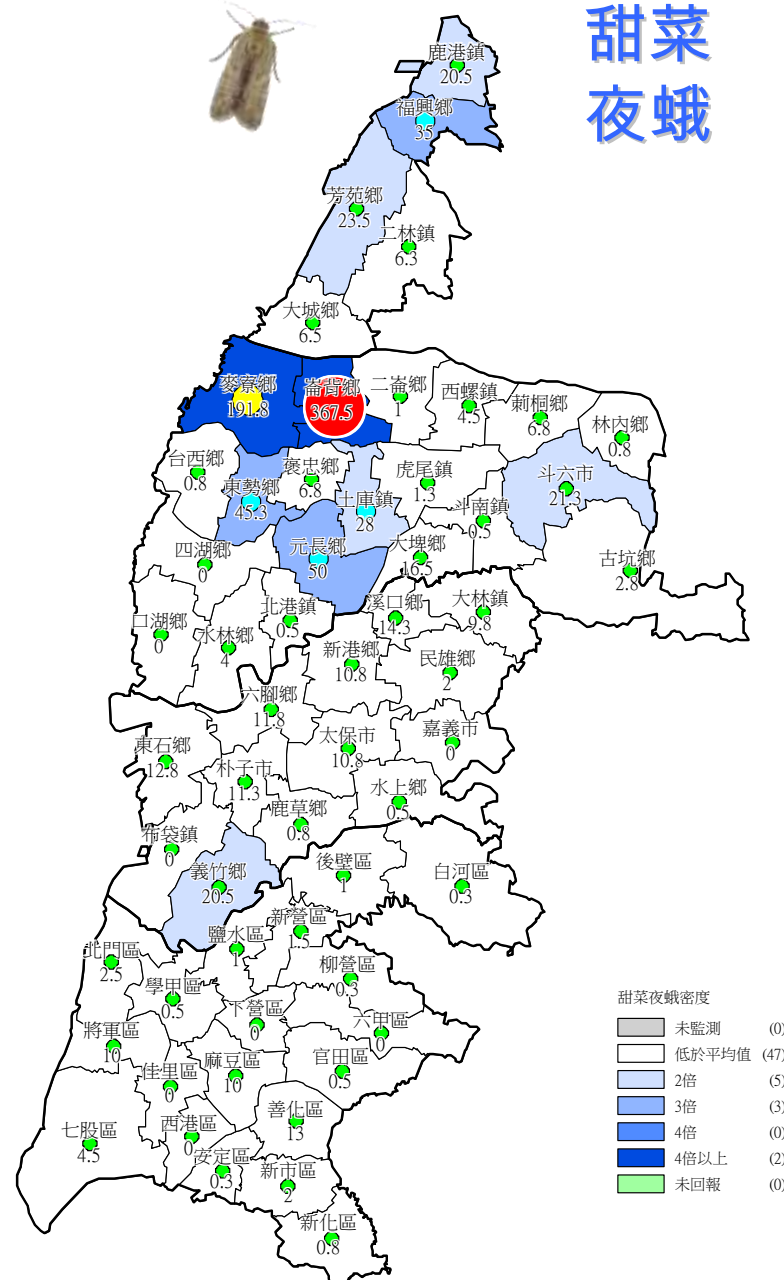 甜菜
夜蛾
鹿港鎮
20.5
福興鄉
35
芳苑鄉
23.5
二林鎮
6.3
大城鄉
6.5
麥寮鄉
191.8
崙背鄉
367.5
二崙鄉
1
西螺鎮
4.5
莿桐鄉
6.8
林內鄉
0.8
台西鄉
0.8
東勢鄉
45.3
褒忠鄉
6.8
土庫鎮
28
虎尾鎮
1.3
斗南鎮
0.5
斗六市
21.3
四湖鄉
0
元長鄉
50
大埤鄉
16.5
古坑鄉
2.8
口湖鄉
0
水林鄉
4
北港鎮
0.5
溪口鄉
14.3
大林鎮
9.8
新港鄉
10.8
民雄鄉
2
六腳鄉
11.8
東石鄉
12.8
朴子市
11.3
太保市
10.8
嘉義市
0
水上鄉
0.5
鹿草鄉
0.8
布袋鎮
0
義竹鄉
20.5
後壁區
1
白河區
0.3
新營區
1.5
鹽水區
1
北門區
2.5
柳營區
0.3
學甲區
0.5
下營區
0
六甲區
0
將軍區
10
佳里區
0
麻豆區
10
官田區
0.5
七股區
4.5
西港區
0
善化區
13
安定區
0.3
新市區
2
新化區
0.8
甜菜夜蛾密度
未監測 (0)
低於平均值 (47)
2倍 (5)
3倍 (3)
4倍 (0)
4倍以上 (2)
未回報 (0)